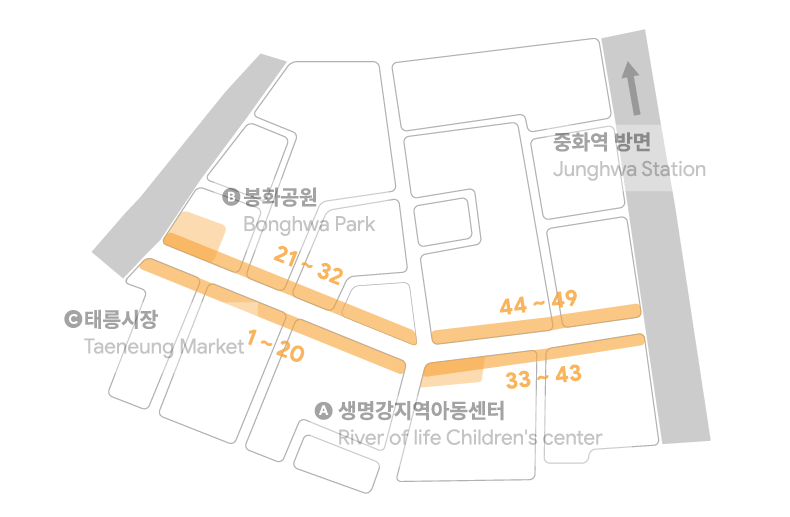 중화역 방면
Junghwa Station
B 봉화공원
Bonghwa Park
21 ~ 32
44 ~ 49
C 태릉시장
Taeneung Market
1 ~ 20
33 ~ 43
A 생명강지역아동센터
River of life Children's center